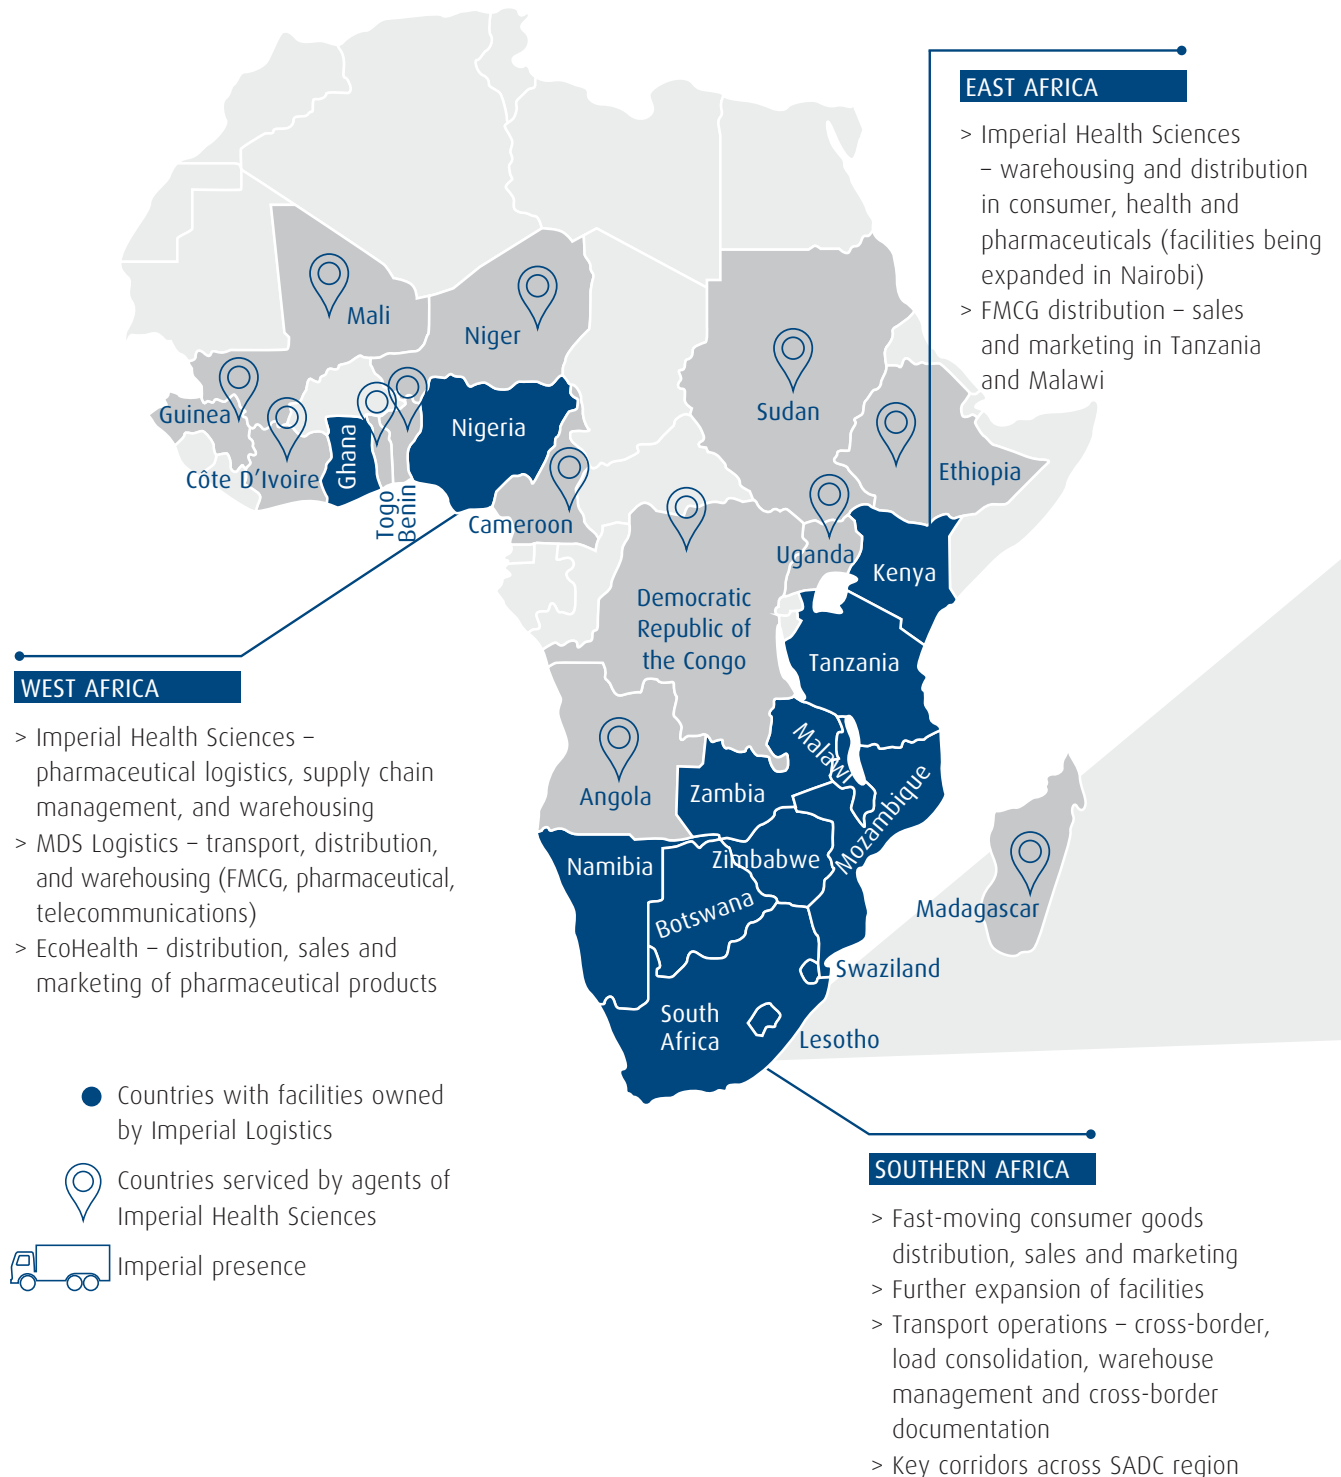 EAST AFRICA
> Imperial Health Sciences
– warehousing and distribution
in consumer, health and
pharmaceuticals (facilities being
expanded in Nairobi)
> FMCG distribution – sales
and marketing in Tanzania
and Malawi
Mali
Niger
Sudan
Guinea
Nigeria
Ghana
Côte D'Ivoire
Ethiopia
Togo
Benin
Cameroon
Uganda
Kenya
Democratic
Republic of
the Congo
Tanzania
WEST AFRICA
> Imperial Health Sciences –
pharmaceutical logistics, supply chain
management, and warehousing
> MDS Logistics – transport, distribution,
and warehousing (FMCG, pharmaceutical,
telecommunications)
> EcoHealth – distribution, sales and
marketing of pharmaceutical products
Malawi
Angola
Zambia
Mozambique
Namibia
Zimbabwe
Botswana
Madagascar
Swaziland
South
Africa
Lesotho
Countries with facilities owned
by Imperial Logistics
Countries serviced by agents of
Imperial Health Sciences
Imperial presence
SOUTHERN AFRICA
> Fast-moving consumer goods
distribution, sales and marketing
> Further expansion of facilities
> Transport operations – cross-border,
load consolidation, warehouse
management and cross-border
documentation
> Key corridors across SADC region